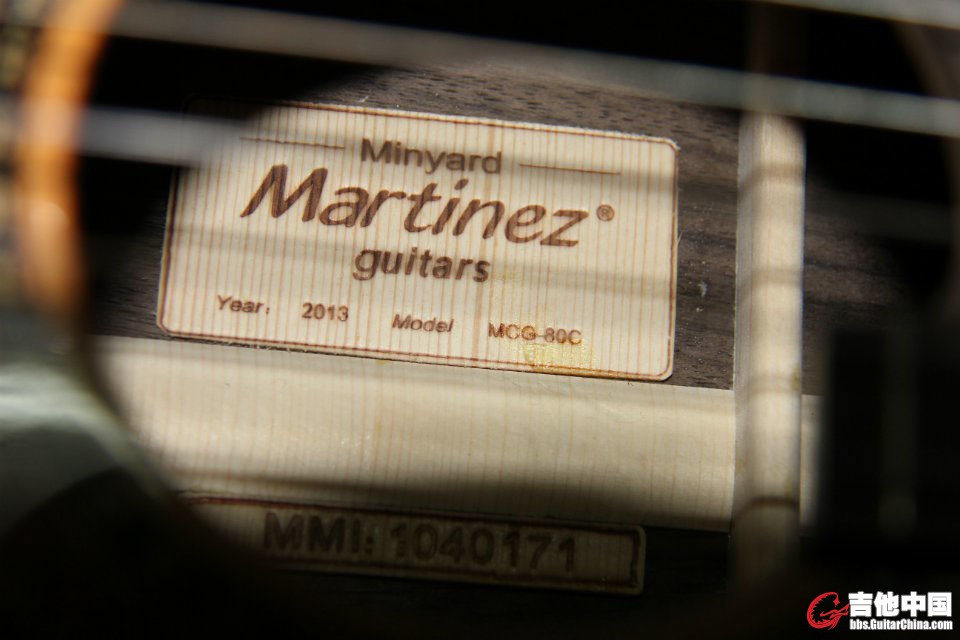 Minyard
Martinez®
guitars
Year: 2013 Model MCG-80C
MMI: 1040171
吉他中国
bbs.GuitarChina.com